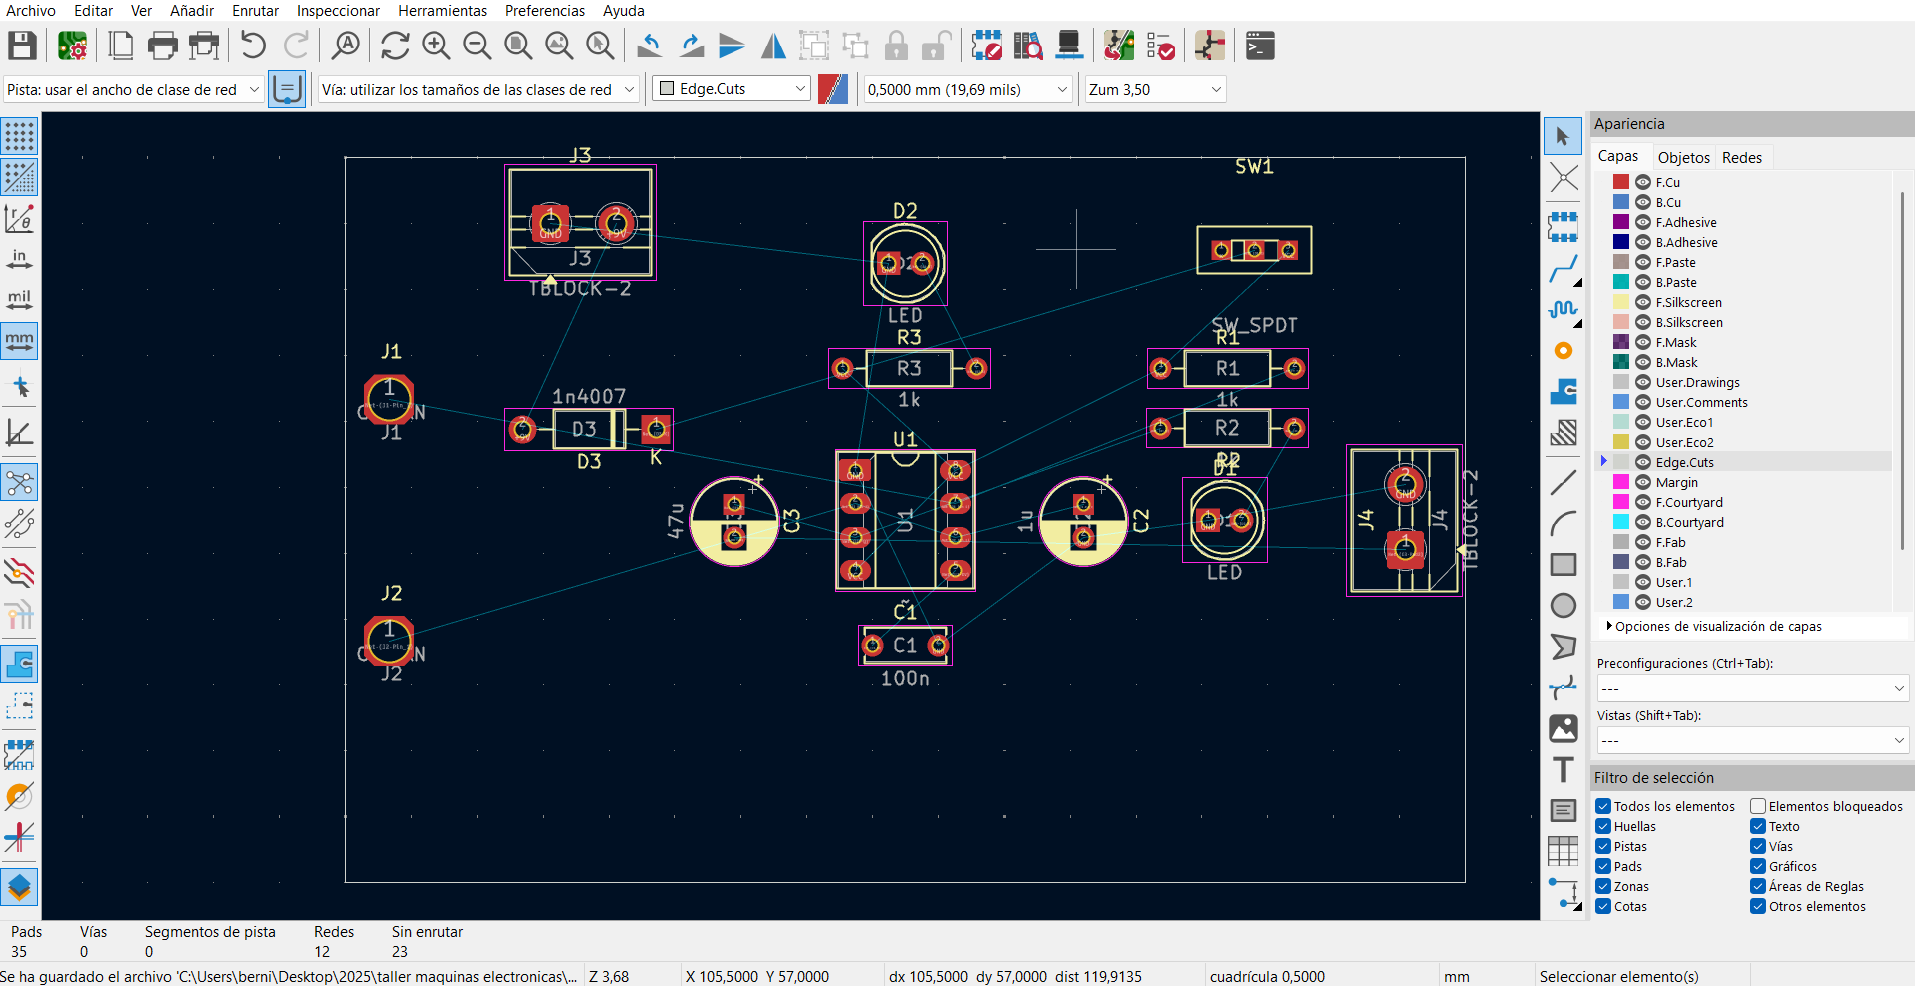 Archivo Editar Ver Añadir Enrutar Inspeccionar Herramientas Preferencias Ayuda
Pista: usar el ancho de clase de red Vía: utilizar los tamaños de las clases de red Edge.Cuts 0,5000 mm (19,69 mils) Zum 3,50
in
mil
mm
J3
1
GND
2
+9V
J3
TBLOCK-2
D2
LED
SW1
SW_SPDT
J1
1
J1
R3
R3
1k
R1
R1
1k
R2
R2
1n4007
D3
D3
K
U1
U1
GND
VCC
VCC
47u
C3
1u
C2
D1
LED
J4
2
GND
1
J4
TBLOCK-2
J2
1
J2
C1
C1
100n
Apariencia
Capas Objetos Redes
F.Cu
B.Cu
F.Adhesive
B.Adhesive
F.Paste
B.Paste
F.Silkscreen
B.Silkscreen
F.Mask
B.Mask
User.Drawings
User.Comments
User.Eco1
User.Eco2
Edge.Cuts
Margin
F.Courtyard
B.Courtyard
F.Fab
B.Fab
User.1
User.2
Opciones de visualización de capas
Preconfiguraciones (Ctrl+Tab):
---
Vistas (Shift+Tab):
---
Filtro de selección
Todos los elementos Elementos bloqueados
Huellas Texto
Pistas Vías
Pads Gráficos
Zonas Áreas de Reglas
Cotas Otros elementos
Pads Vías Segmentos de pista Redes Sin enrutar
35 0 0 12 23
Se ha guardado el archivo 'C:\Users\berni\Desktop\2025\taller maquinas electronicas\... Z 3,68 X 105,5000 Y 57,0000 dx 105,5000 dy 57,0000 dist 119,9135 cuadrícula 0,5000 mm Seleccionar elemento(s)